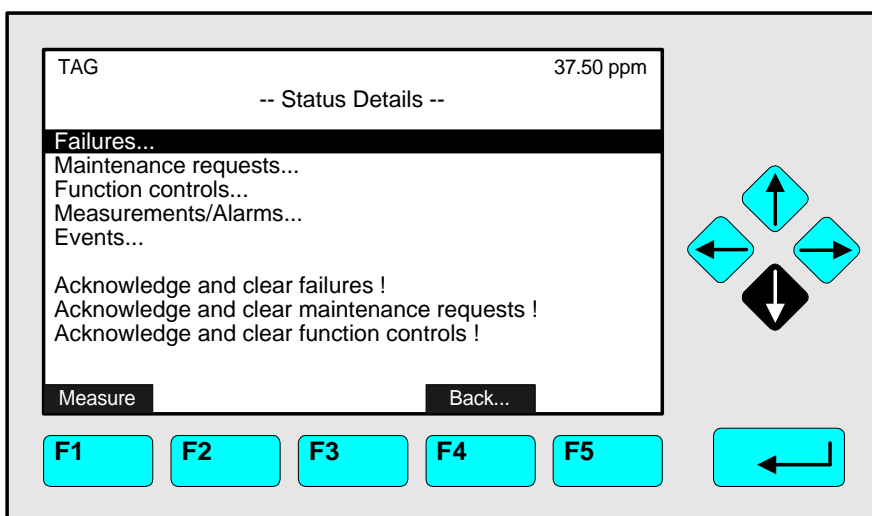 TAG 37.50 ppm
-- Status Details --
Failures...
Maintenance requests...
Function controls...
Measurements/Alarms...
Events...
Acknowledge and clear failures !
Acknowledge and clear maintenance requests !
Acknowledge and clear function controls !
Measure Back...
F1 F2 F3 F4 F5